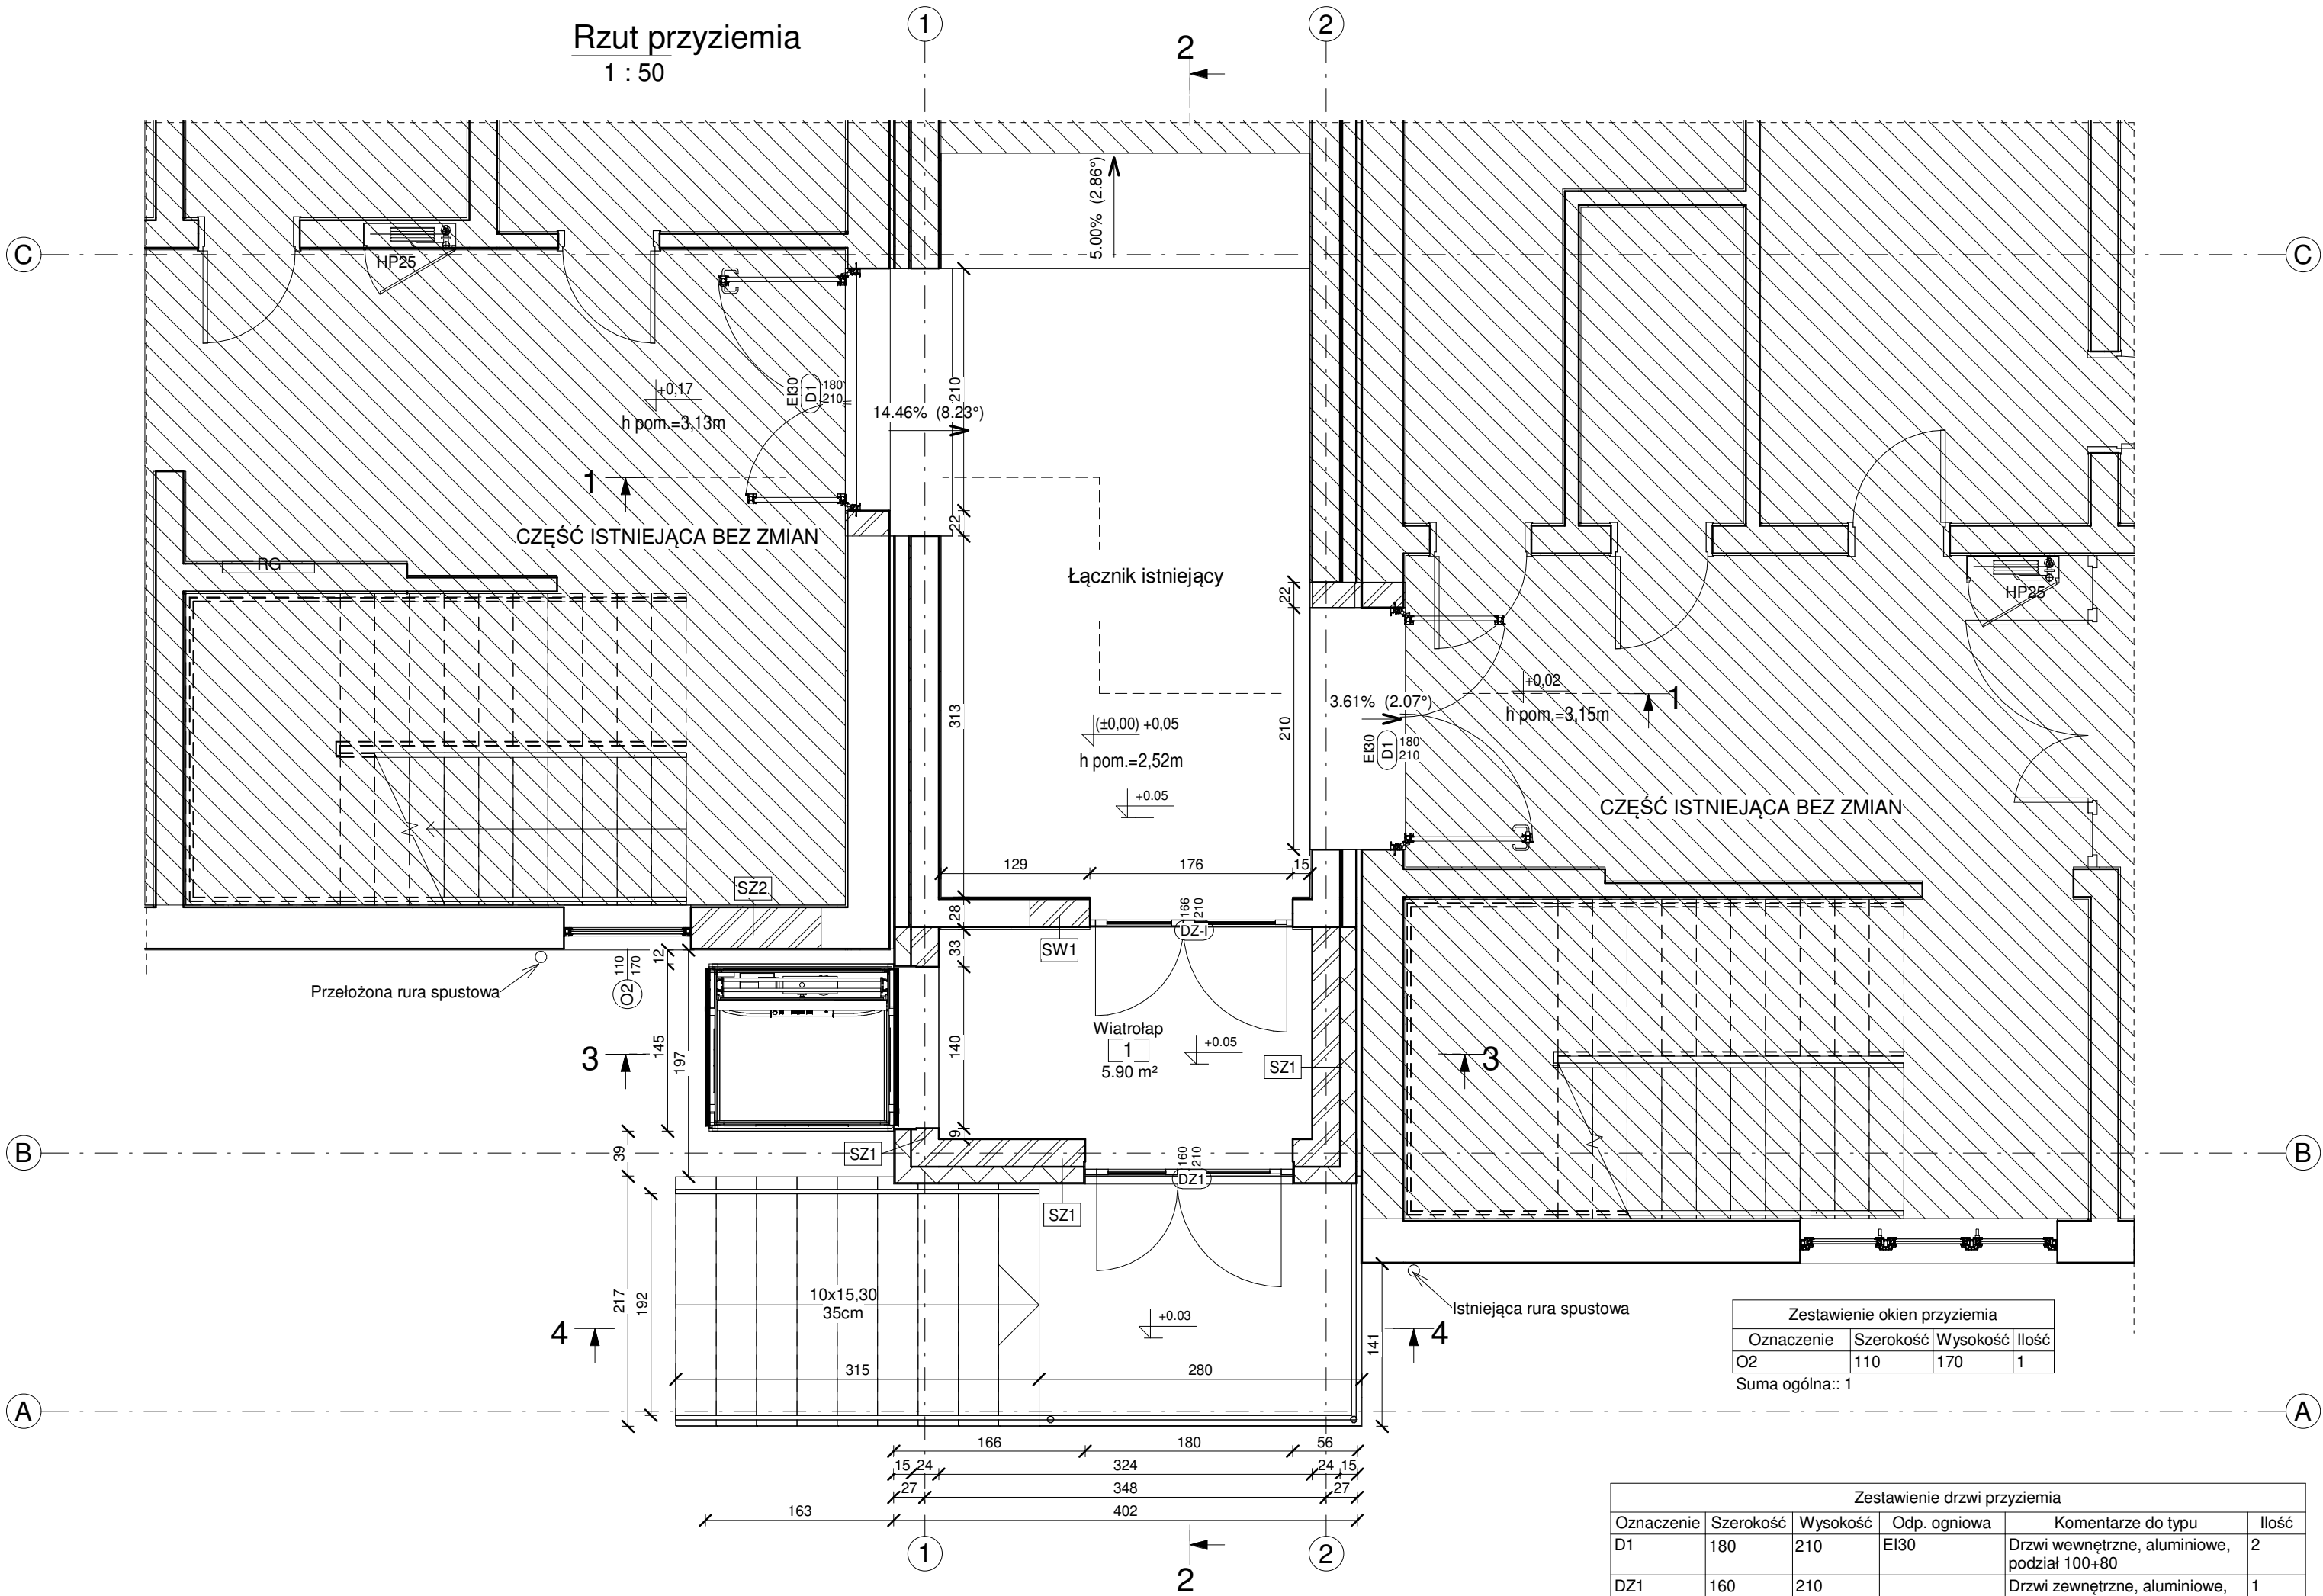 Rzut przyziemia
1 : 50
1
2
2
C
C
HP25
5.00% (2.86°)
+0,17
h pom.=3,13m
EI30
D1
180
210
14.46% (8.23°)
210
22
1
CZĘŚĆ ISTNIEJĄCA BEZ ZMIAN
RG
Łącznik istniejący
22
HP25
313
(±0,00) +0,05
h pom.=2,52m
+0.05
210
3.61% (2.07°)
+0,02
h pom.=3,15m
1
EI30
D1
180
210
CZĘŚĆ ISTNIEJĄCA BEZ ZMIAN
129
176
15
SZ2
28
33
SW1
166
210
DZ-I
Przełożona rura spustowa
O2
110
170
12
145
197
3
140
Wiatrołap
1
5.90 m²
+0.05
SZ1
3
B
B
39
SZ1
9
160
210
DZ1
SZ1
217
192
10x15,30
35cm
+0.03
Istniejąca rura spustowa
4
4
141
315
280
Zestawienie okien przyziemia
Oznaczenie Szerokość Wysokość Ilość
O2 110 170 1
Suma ogólna:: 1
A
A
166
180
56
15
24
324
24
15
27
348
27
163
402
1
2
2
Zestawienie drzwi przyziemia
Oznaczenie Szerokość Wysokość Odp. ogniowa Komentarze do typu Ilość
D1 180 210 EI30 Drzwi wewnętrzne, aluminiowe, 2
podział 100+80
DZ1 160 210 Drzwi zewnętrzne, aluminiowe, 1